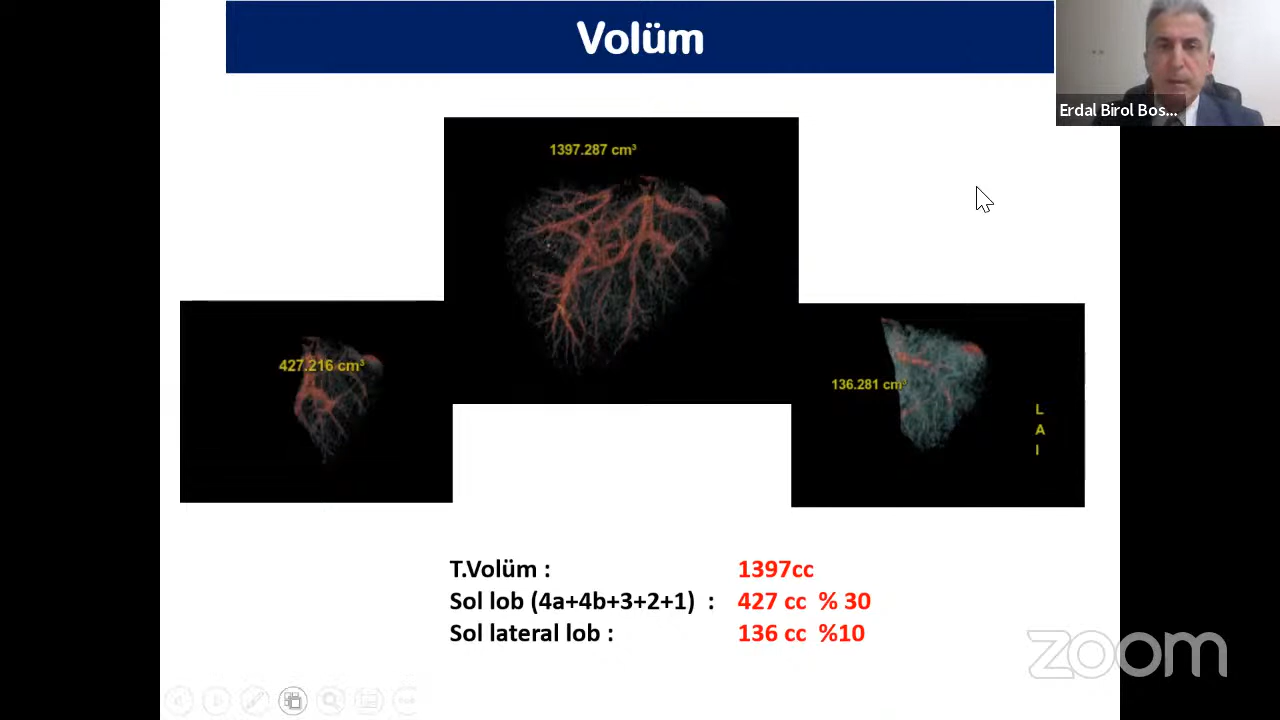 Volüm
Erdal Birol Bos...
1397.287 cm³
427.216 cm³
136.281 cm³
L
A
I
T.Volüm : 1397cc
Sol lob (4a+4b+3+2+1) : 427 cc % 30
Sol lateral lob : 136 cc %10
zoom